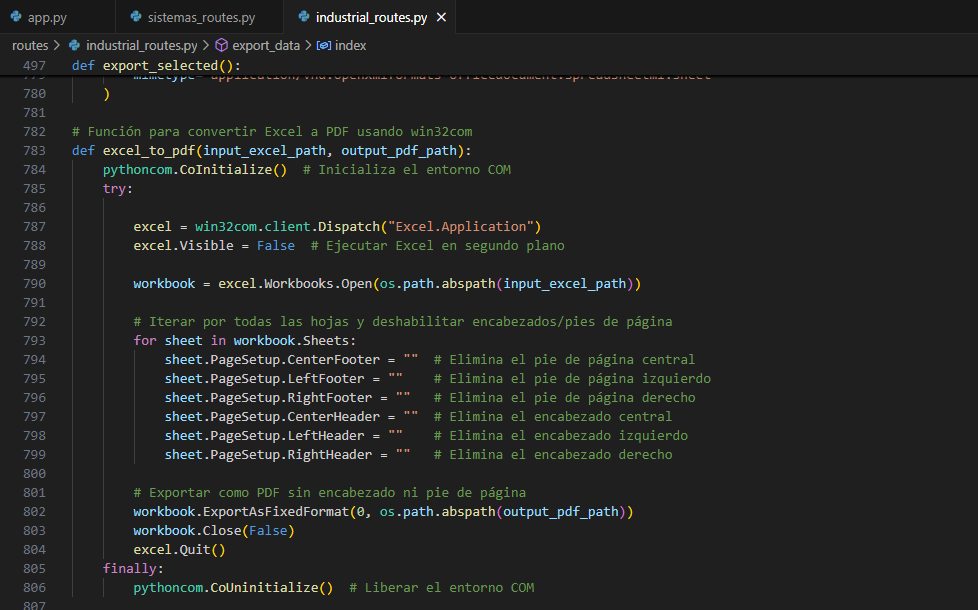 app.py
sistemas_routes.py
industrial_routes.py
routes > industrial_routes.py > export_data > index
497 def export_selected():
780 )
781
782 # Función para convertir Excel a PDF usando win32com
783 def excel_to_pdf(input_excel_path, output_pdf_path):
784 pythoncom.CoInitialize()  # Inicializa el entorno COM
785 try:
786
787 excel = win32com.client.Dispatch("Excel.Application")
788 excel.Visible = False  # Ejecutar Excel en segundo plano
789
790 workbook = excel.Workbooks.Open(os.path.abspath(input_excel_path))
791
792 # Iterar por todas las hojas y deshabilitar encabezados/pies de página
793 for sheet in workbook.Sheets:
794 sheet.PageSetup.CenterFooter = ""  # Elimina el pie de página central
795 sheet.PageSetup.LeftFooter = ""    # Elimina el pie de página izquierdo
796 sheet.PageSetup.RightFooter = ""   # Elimina el pie de página derecho
797 sheet.PageSetup.CenterHeader = ""  # Elimina el encabezado central
798 sheet.PageSetup.LeftHeader = ""    # Elimina el encabezado izquierdo
799 sheet.PageSetup.RightHeader = ""   # Elimina el encabezado derecho
800
801 # Exportar como PDF sin encabezado ni pie de página
802 workbook.ExportAsFixedFormat(0, os.path.abspath(output_pdf_path))
803 workbook.Close(False)
804 excel.Quit()
805 finally:
806 pythoncom.CoUninitialize()  # Liberar el entorno COM
807